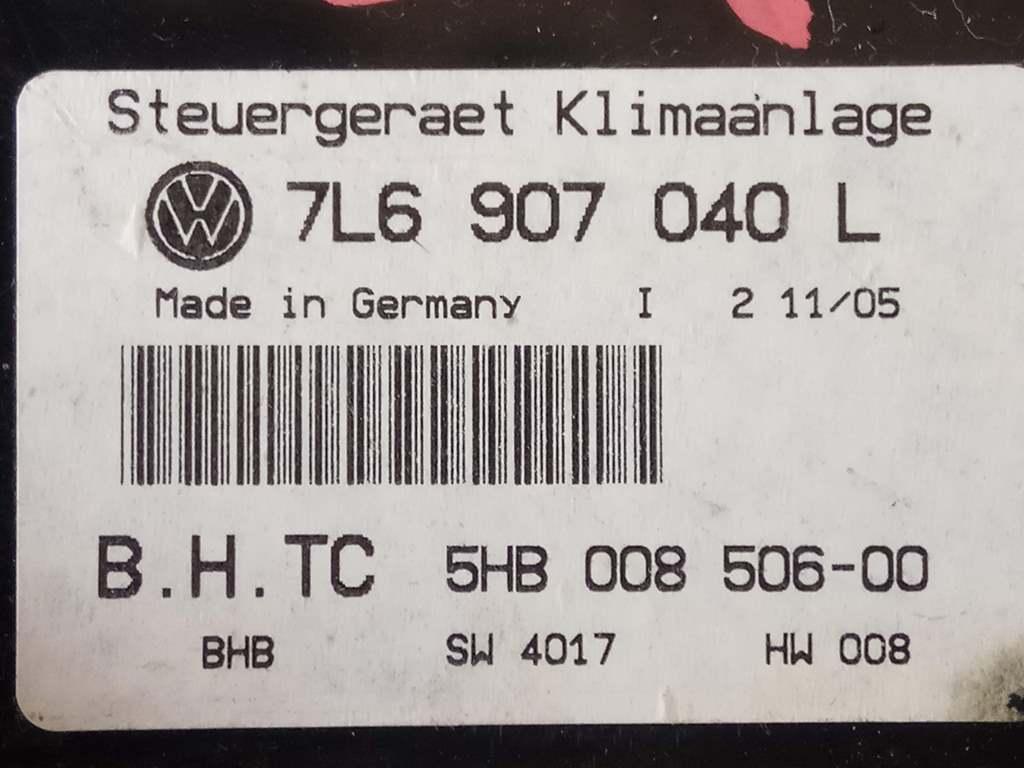 Steuergeraet Klimaanlage
7L6 907 040 L
Made in Germany I 2 11/05
B.H.TC 5HB 008 506-00
BHB SW 4017 HW 008